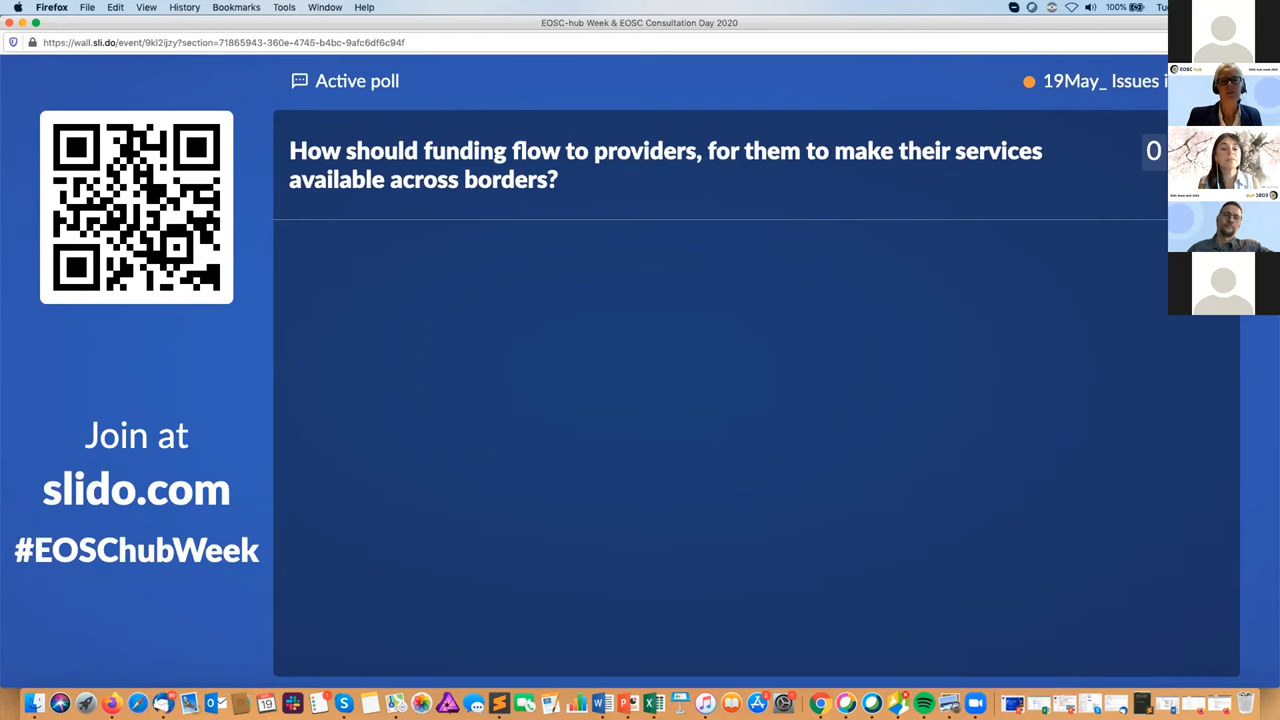 Firefox File Edit View History Bookmarks Tools Window Help 100%
EOSC-hub Week & EOSC Consultation Day 2020
https://wall.sli.do/event/9kl2ijzy?section=71865943-360e-4745-b4bc-9afc6df6c94f
Active poll
19May_ Issues
How should funding flow to providers, for them to make their services
available across borders?
0
Join at
slido.com
#EOSChubWeek